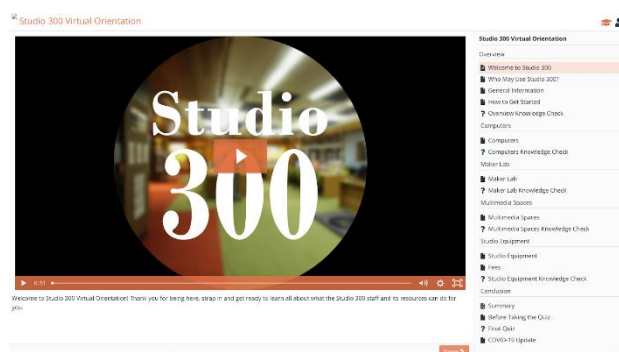 Studio 300 Virtual Orientation
Studio
300
0:51
Welcome to Studio 300 Virtual Orientation! Thank you for being here, strap in and get ready to learn all about what the Studio 300 staff and its resources can do for
you.
Studio 300 Virtual Orientation
Overview
Welcome to Studio 300
Who May Use Studio 300?
General Information
How to Get Started
? Overview Knowledge Check
Computers
Computers
? Computers Knowledge Check
Maker Lab
Maker Lab
? Maker Lab Knowledge Check
Multimedia Spaces
Multimedia Spaces
? Multimedia Spaces Knowledge Check
Studio Equipment
Studio Equipment
Fees
? Studio Equipment Knowledge Check
Conclusion
Summary
Before Taking the Quiz
? Final Quiz
COVID-19 Update